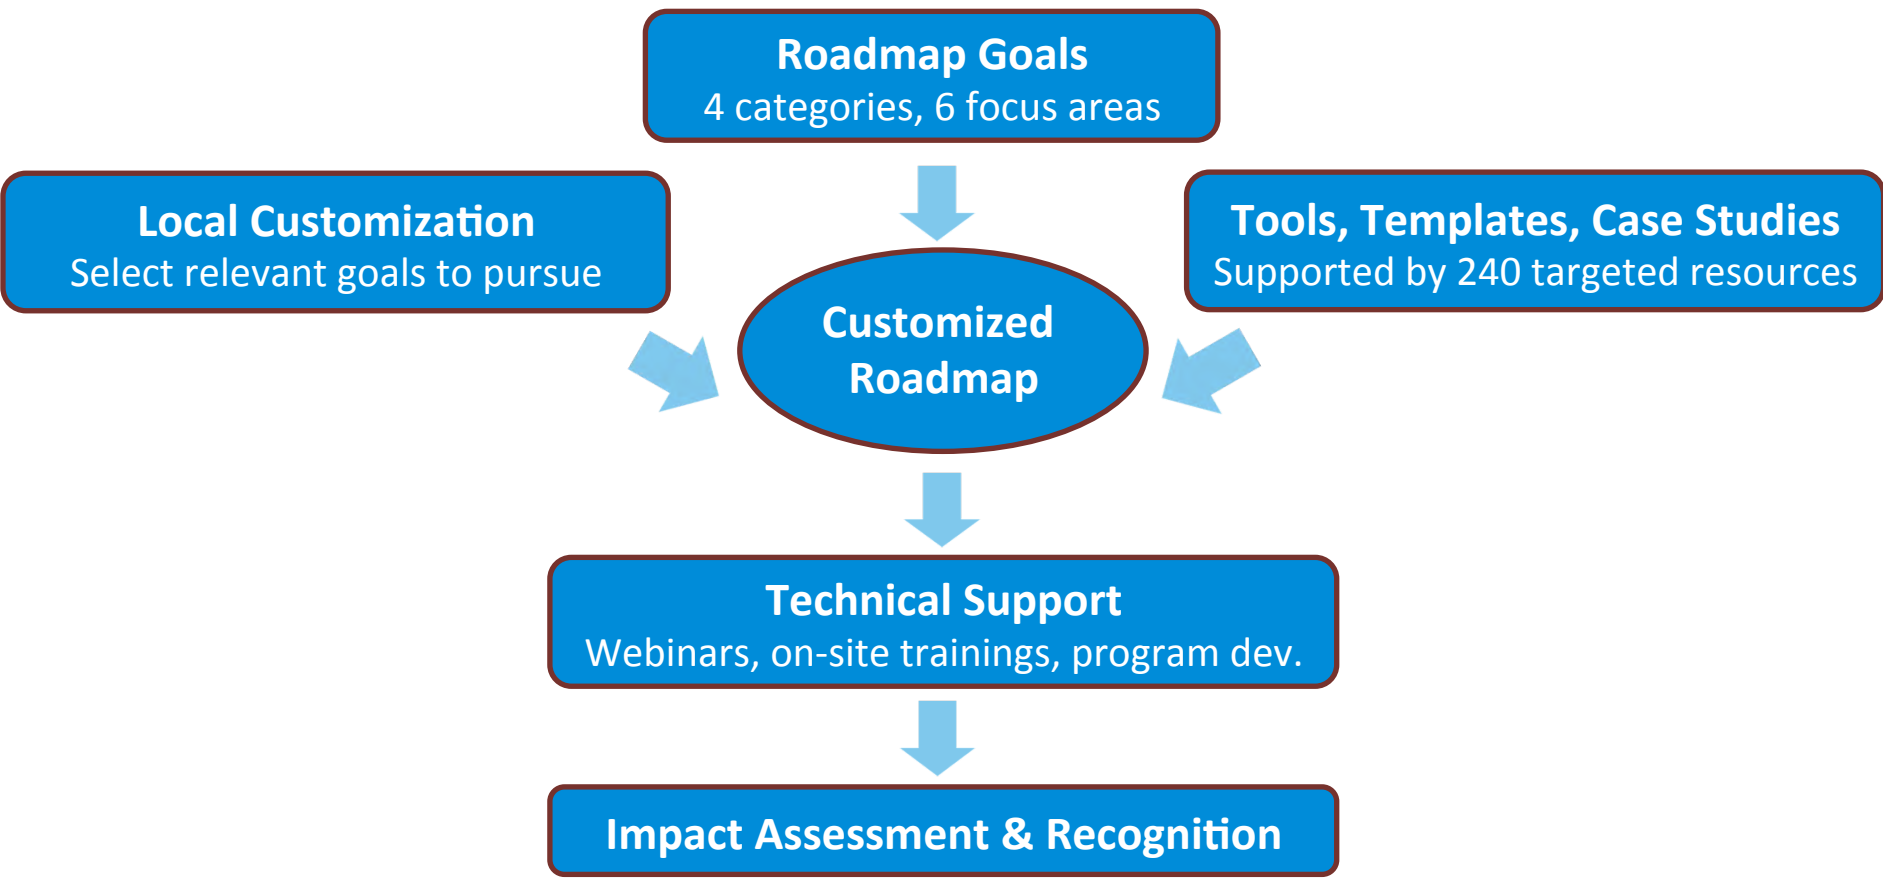 Roadmap Goals
4 categories, 6 focus areas
Local Customization
Select relevant goals to pursue
Tools, Templates, Case Studies
Supported by 240 targeted resources
Customized
Roadmap
Technical Support
Webinars, on-site trainings, program dev.
Impact Assessment & Recognition